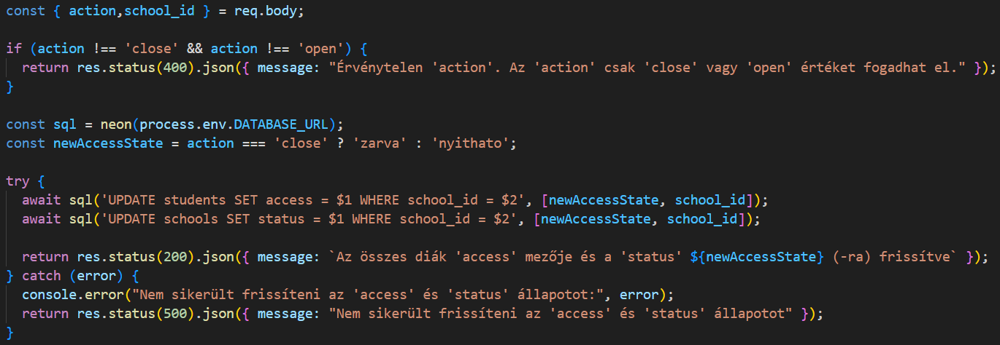 const { action,school_id } = req.body;
if (action !== 'close' && action !== 'open') {
return res.status(400).json({ message: "Érvénytelen 'action'. Az 'action' csak 'close' vagy 'open' értéket fogadhat el." });
}
const sql = neon(process.env.DATABASE_URL);
const newAccessState = action === 'close' ? 'zarva' : 'nyithato';
try {
await sql('UPDATE students SET access = $1 WHERE school_id = $2', [newAccessState, school_id]);
await sql('UPDATE schools SET status = $1 WHERE school_id = $2', [newAccessState, school_id]);
return res.status(200).json({ message: `Az összes diák 'access' mezője és a 'status' ${newAccessState} (-ra) frissítve` });
} catch (error) {
console.error("Nem sikerült frissíteni az 'access' és 'status' állapotot:", error);
return res.status(500).json({ message: "Nem sikerült frissíteni az 'access' és 'status' állapotot" });
}